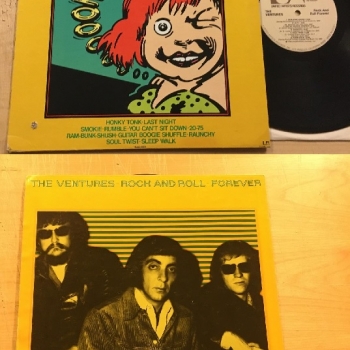 HONKY TONK·LAST NIGHT
SMOKIE·RUMBLE·YOU CAN'T SIT DOWN·20-75
RAM-BUNK-SHUSH·GUITAR BOOGIE SHUFFLE·RAUNCHY
SOUL TWIST·SLEEP WALK
THE VENTURES ROCK AND ROLL FOREVER